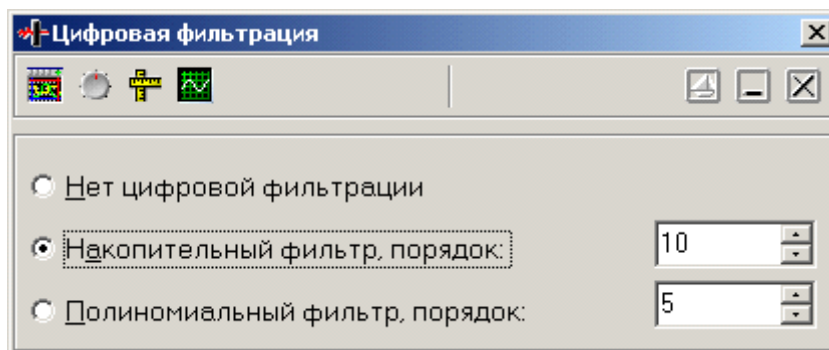 Цифровая фильтрация
Нет цифровой фильтрации
Накопительный фильтр, порядок: 10
Полиномиальный фильтр, порядок: 5